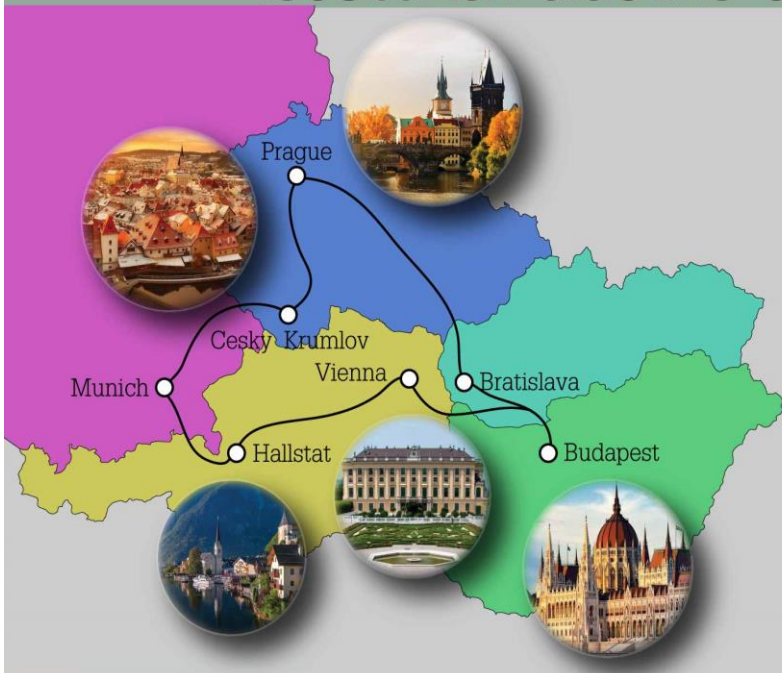 Prague
Cesky Krumlov
Vienna
Munich
Bratislava
Hallstat
Budapest